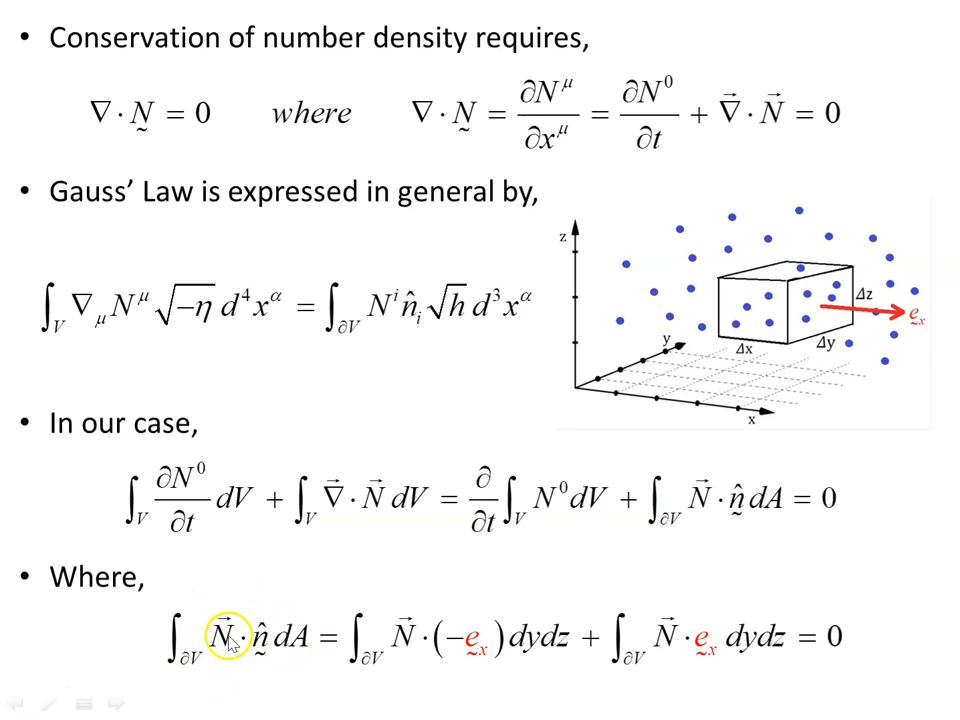 • Conservation of number density requires,
∇ · N = 0 where ∇ · N = ∂N^μ/∂x^μ = ∂N^0/∂t + ∇⃗ · N⃗ = 0
• Gauss’ Law is expressed in general by,
∫_V ∇_μ N^μ √−η d^4 x^α = ∫_∂V N^i n̂_i √h d^3 x^α
z
Δz
e_x
y
Δx
Δy
x
• In our case,
∫_V ∂N^0/∂t dV + ∫_V ∇⃗ · N⃗ dV = ∂/∂t ∫_V N^0 dV + ∫_∂V N⃗ · n̂ dA = 0
• Where,
∫_∂V N⃗ · n̂ dA = ∫_∂V N⃗ · (−e_x) dydz + ∫_∂V N⃗ · e_x dydz = 0